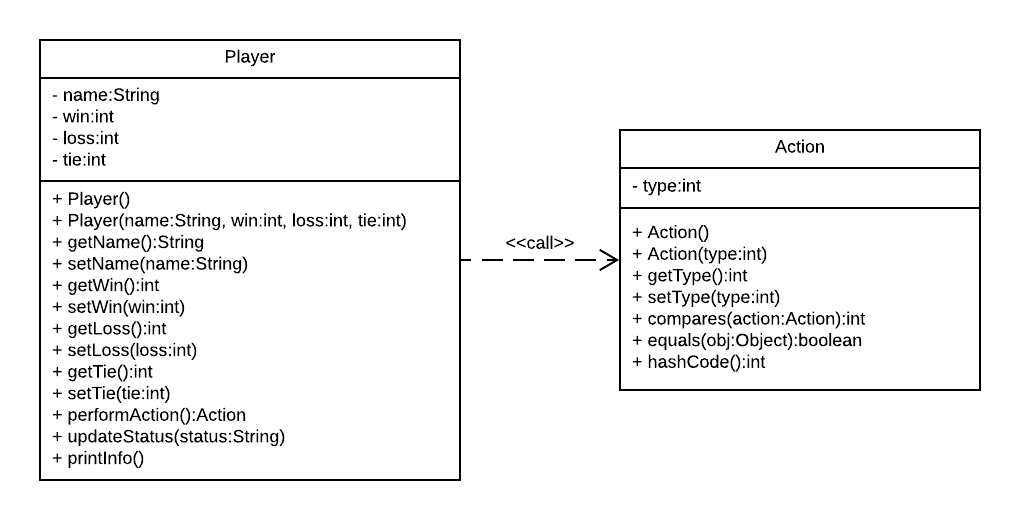 Player
- name:String
- win:int
- loss:int
- tie:int
+ Player()
+ Player(name:String, win:int, loss:int, tie:int)
+ getName():String
+ setName(name:String)
+ getWin():int
+ setWin(win:int)
+ getLoss():int
+ setLoss(loss:int)
+ getTie():int
+ setTie(tie:int)
+ performAction():Action
+ updateStatus(status:String)
+ printInfo()
<<call>>
Action
- type:int
+ Action()
+ Action(type:int)
+ getType():int
+ setType(type:int)
+ compares(action:Action):int
+ equals(obj:Object):boolean
+ hashCode():int